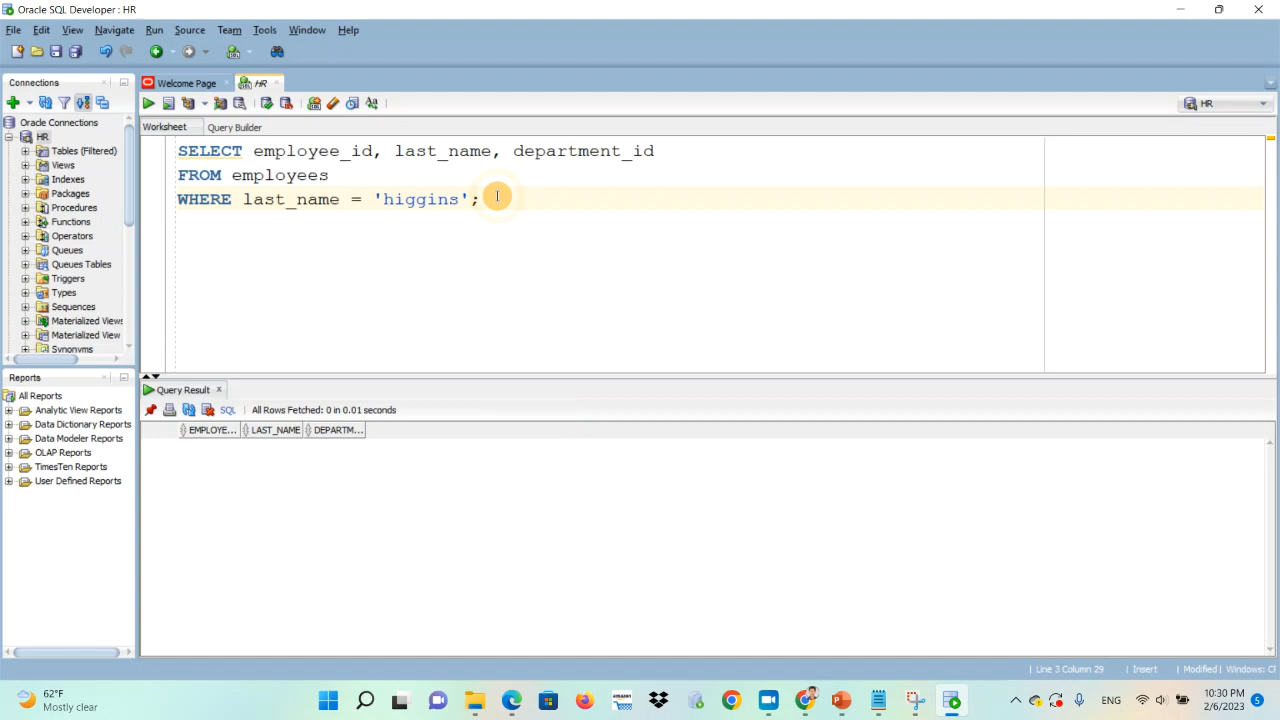 Oracle SQL Developer : HR
File Edit View Navigate Run Source Team Tools Window Help
Connections
Welcome Page
HR
HR
Oracle Connections
HR
Tables (Filtered)
Views
Indexes
Packages
Procedures
Functions
Operators
Queues
Queues Tables
Triggers
Types
Sequences
Materialized Views
Materialized View
Synonyms
Worksheet Query Builder
SELECT employee_id, last_name, department_id
FROM employees
WHERE last_name = 'higgins';
Reports
All Reports
Analytic View Reports
Data Dictionary Reports
Data Modeler Reports
OLAP Reports
TimesTen Reports
User Defined Reports
Query Result
SQL All Rows Fetched: 0 in 0.01 seconds
EMPLOYE... LAST_NAME DEPARTM...
Line 3 Column 29 Insert Modified Windows:
62°F
Mostly clear
amazon
ENG
10:30 PM
2/6/2023
5